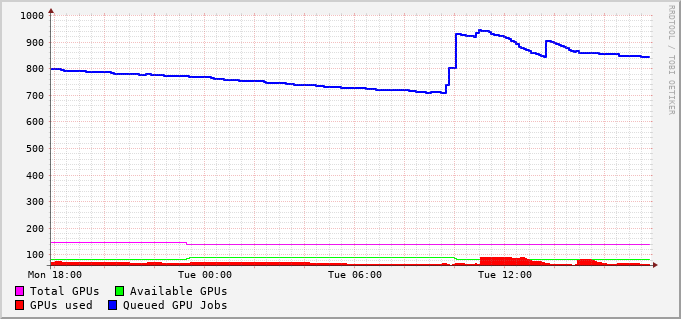 1000
900
800
700
600
500
400
300
200
100
Mon 18:00 Tue 00:00 Tue 06:00 Tue 12:00
Total GPUs Available GPUs
GPUs used Queued GPU Jobs
RRDTOOL / TOBI OETIKER